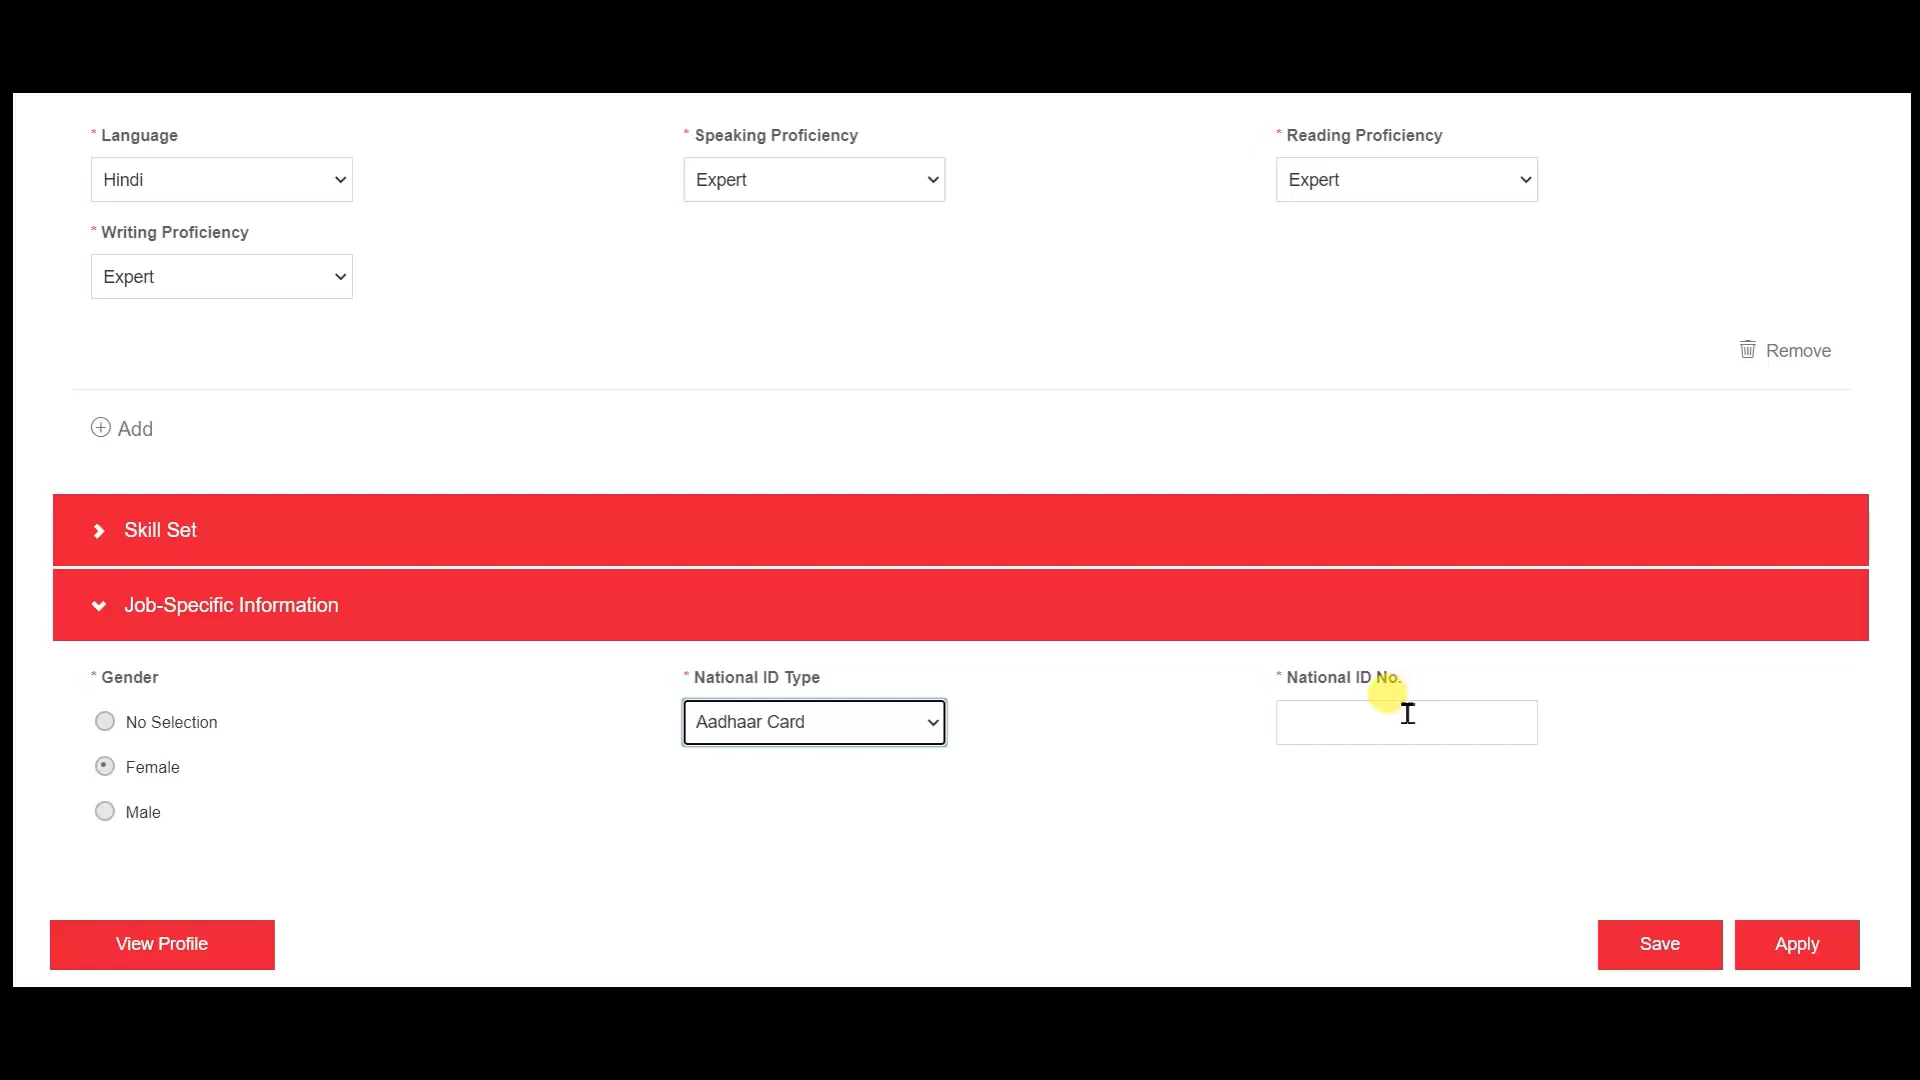 * Language
* Speaking Proficiency
* Reading Proficiency
Hindi
Expert
Expert
* Writing Proficiency
Expert
Remove
Add
Skill Set
Job-Specific Information
* Gender
* National ID Type
* National ID No.
No Selection
Aadhaar Card
Female
Male
View Profile
Save
Apply